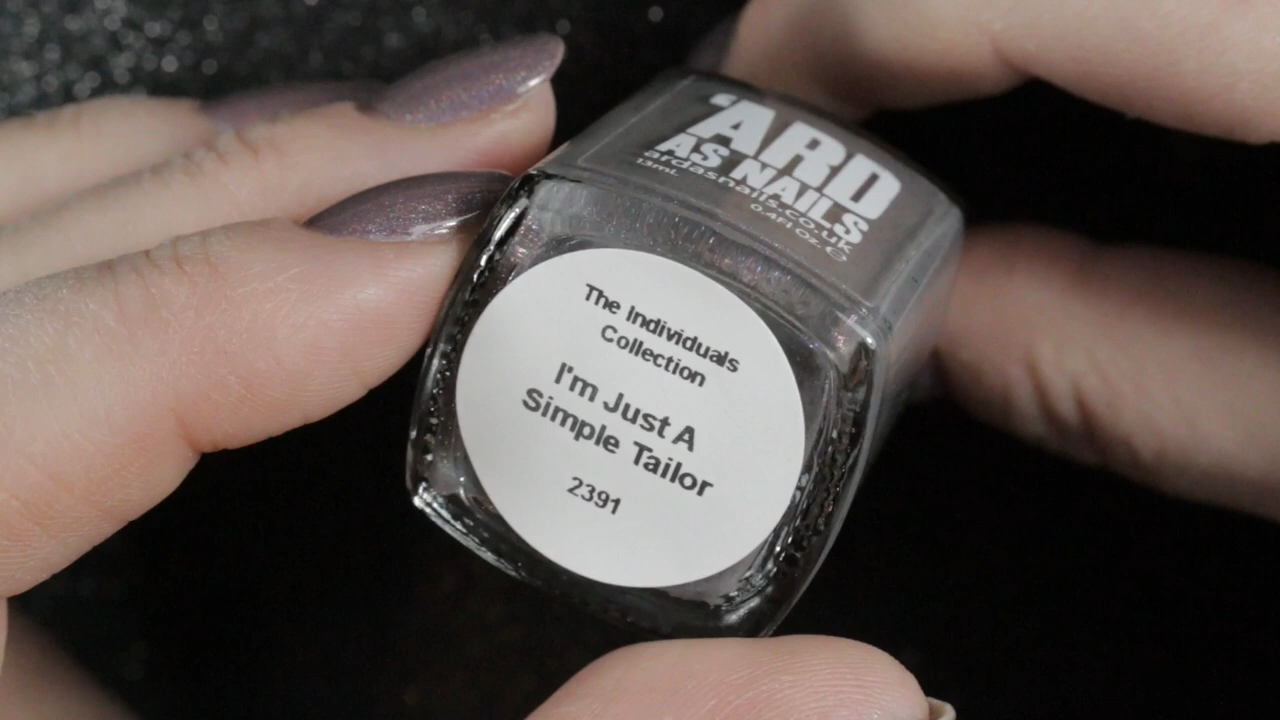 'ARD
AS NAILS
ardasnails.co.uk
13mL 0.4Fl Oz. e
The Individuals
Collection
I'm Just A
Simple Tailor
2391